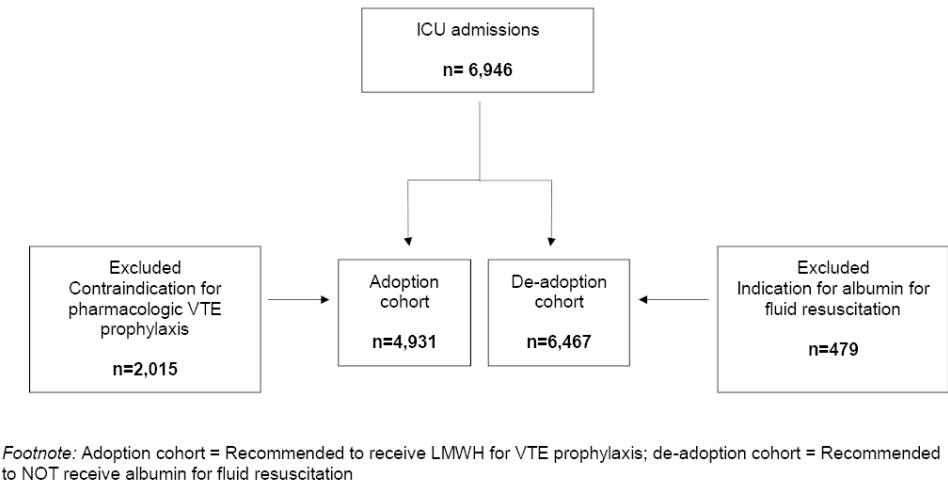 ICU admissions
n= 6,946
Excluded
Contraindication for
pharmacologic VTE
prophylaxis
n=2,015
Adoption
cohort
n=4,931
De-adoption
cohort
n=6,467
Excluded
Indication for albumin for
fluid resuscitation
n=479
Footnote: Adoption cohort = Recommended to receive LMWH for VTE prophylaxis; de-adoption cohort = Recommended
to NOT receive albumin for fluid resuscitation